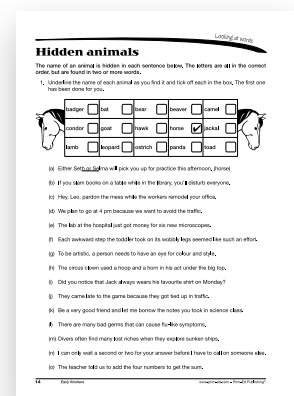 Looking at words
Hidden animals
The name of an animal is hidden in each sentence below. The letters are all in the correct
order, but are found in two or more words.
1. Underline the name of each animal as you find it and tick off each in the box. The first one
has been done for you.
badger bat bear beaver camel
condor goat hawk horse ✓ jackal
lamb leopard ostrich panda toad
(a) Either Seth or Selma will pick you up for practice this afternoon. (horse)
(b) If you slam books on a table while in the library, you'll disturb everyone.
(c) Hey, Leo, pardon the mess while the workers remodel your office.
(d) We plan to go at 4 pm because we want to avoid the traffic.
(e) The lab at the hospital just got money for six new microscopes.
(f) Each awkward step the toddler took on its wobbly legs seemed like such an effort.
(g) To be artistic, a person needs to have an eye for colour and style.
(h) The circus clown used a hoop and a horn in his act under the big top.
(i) Did you notice that Jack always wears his favourite shirt on Monday?
(j) They came late to the game because they got tied up in traffic.
(k) Be a very good friend and let me borrow the notes you took in science class.
(l) There are many bad germs that can cause flu-like symptoms.
(m) Divers often find many lost riches when they explore sunken ships.
(n) I can only wait a second or two for your answer before I have to call on someone else.
(o) The teacher told us to add the four numbers to get the sum.
14 Early finishers www.prim-ed.com • Prim-Ed Publishing